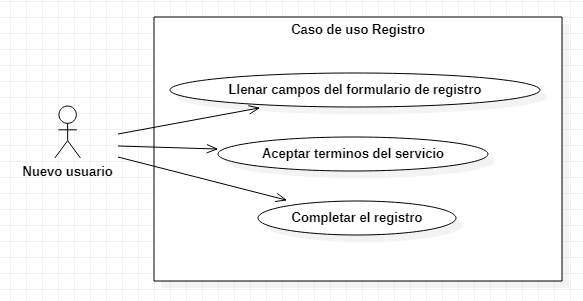 Caso de uso Registro
Llenar campos del formulario de registro
Aceptar terminos del servicio
Nuevo usuario
Completar el registro